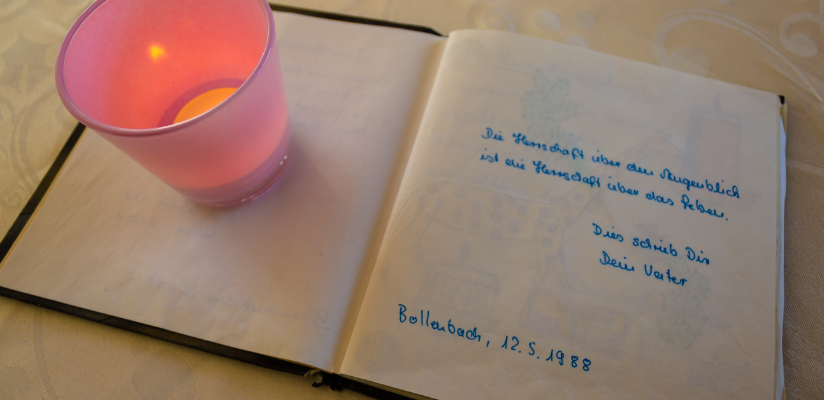 Die Herrschaft über den Augenblick
ist die Herrschaft über das Leben.
Dies schrieb Dir
Dein Vater
Bollenbach, 12.5.1988